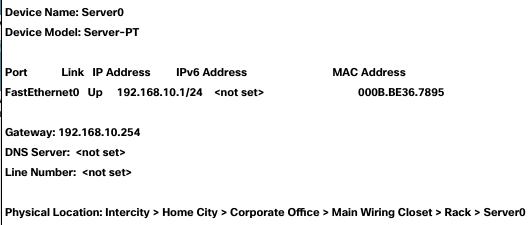 Device Name: Server0
Device Model: Server-PT
Port Link IP Address IPv6 Address MAC Address
FastEthernet0 Up 192.168.10.1/24 <not set> 000B.BE36.7895
Gateway: 192.168.10.254
DNS Server: <not set>
Line Number: <not set>
Physical Location: Intercity > Home City > Corporate Office > Main Wiring Closet > Rack > Server0